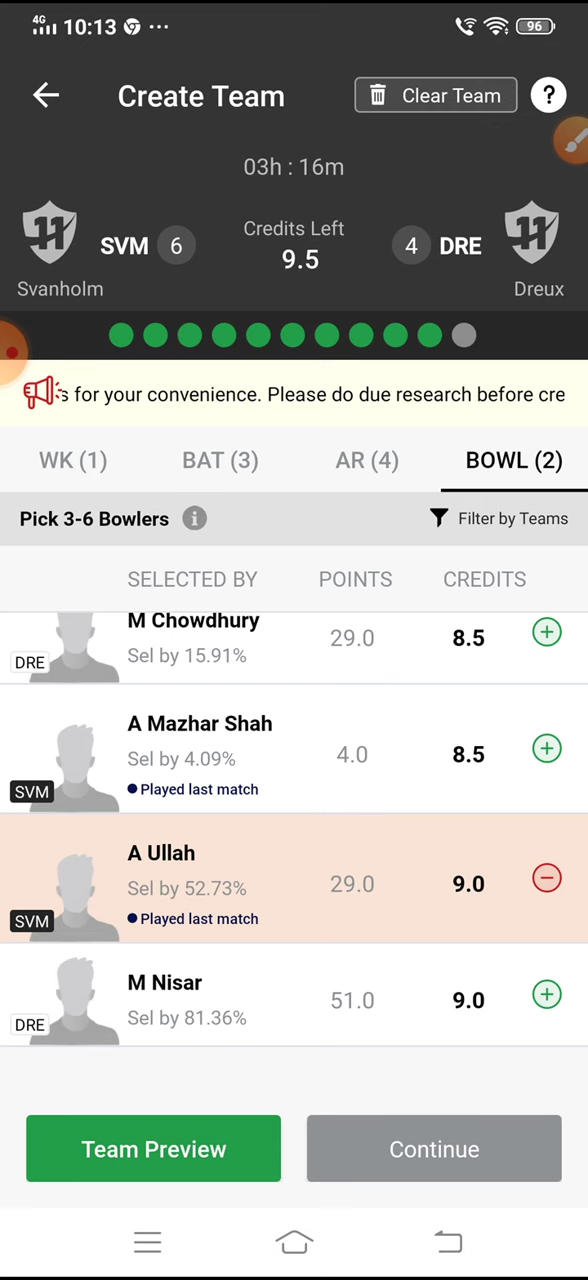 4G 10:13 ... 96
Create Team Clear Team ?
03h : 16m
SVM 6 Credits Left 4 DRE
9.5
Svanholm Dreux
s for your convenience. Please do due research before cre
WK (1) BAT (3) AR (4) BOWL (2)
Pick 3-6 Bowlers i Filter by Teams
SELECTED BY POINTS CREDITS
M Chowdhury
DRE Sel by 15.91% 29.0 8.5
A Mazhar Shah
Sel by 4.09% 4.0 8.5
SVM Played last match
A Ullah
Sel by 52.73% 29.0 9.0
SVM Played last match
M Nisar
DRE Sel by 81.36% 51.0 9.0
Team Preview Continue